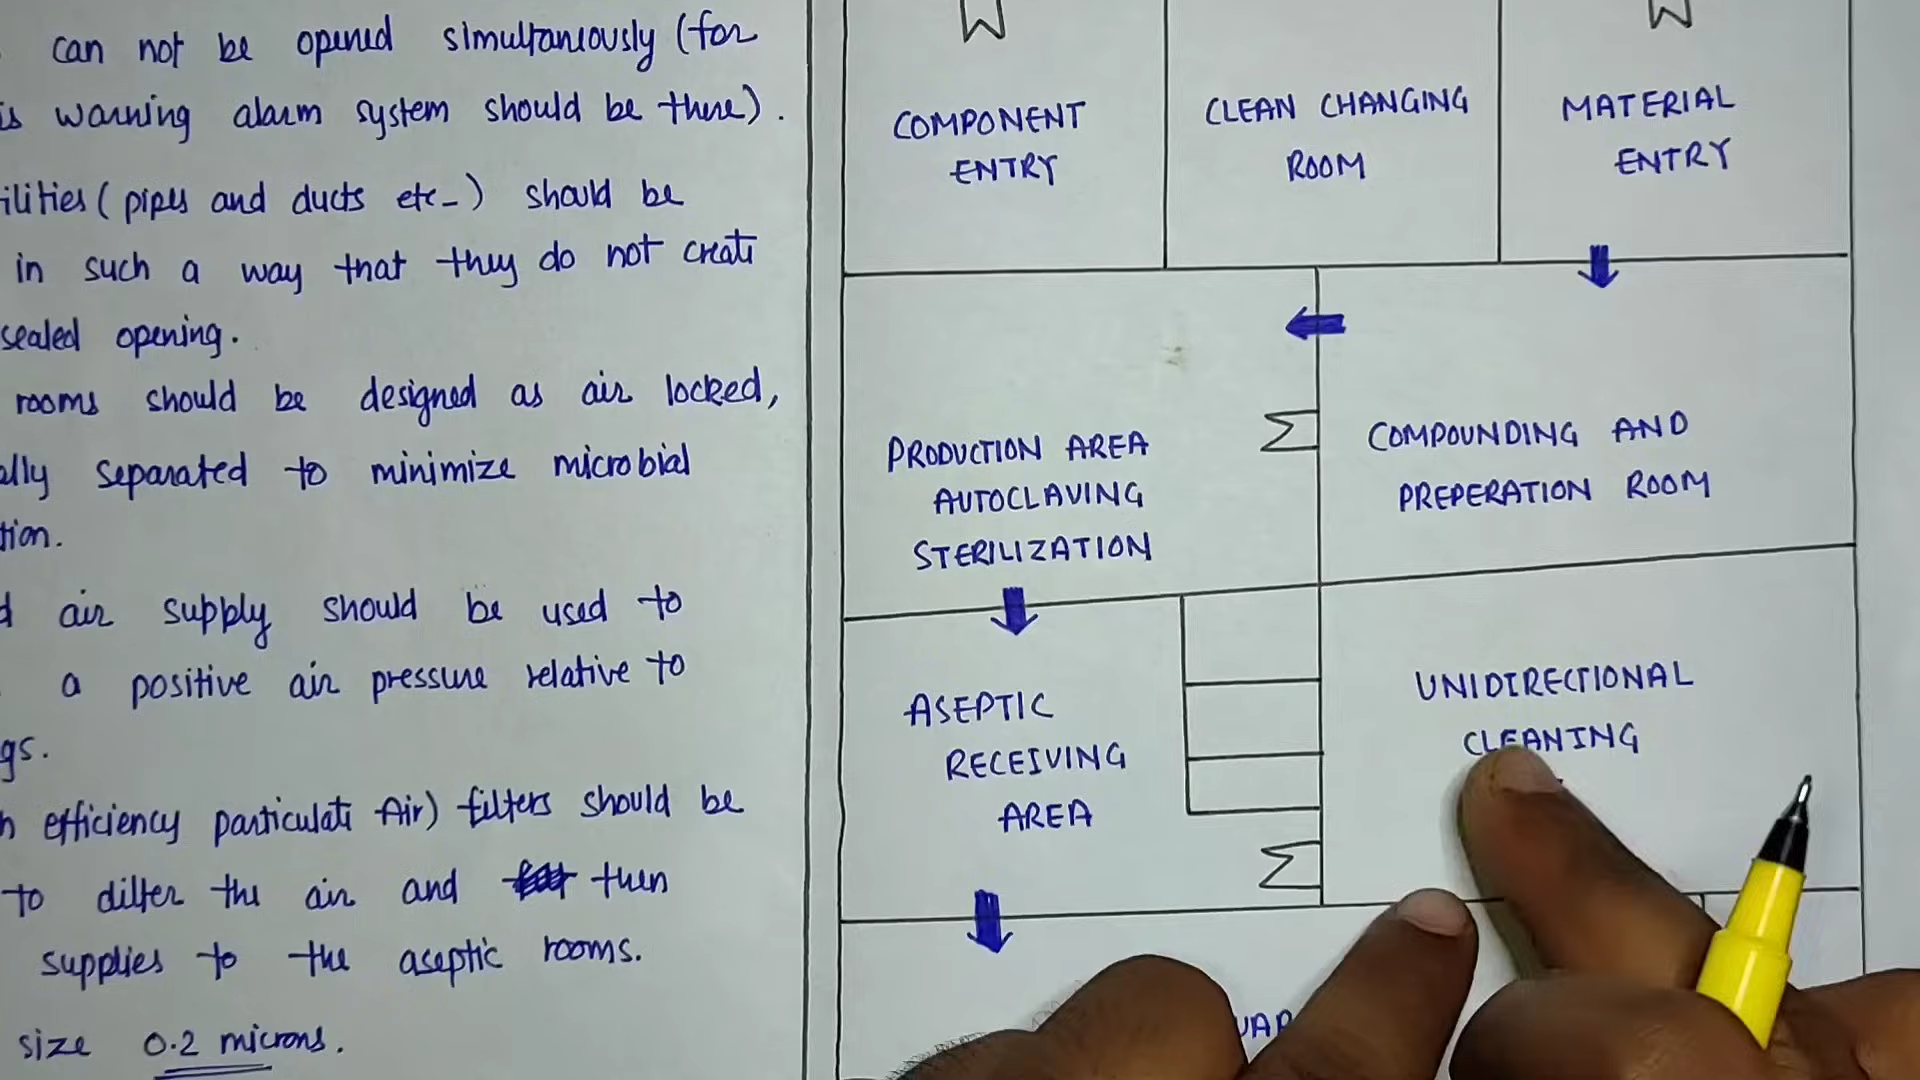 can not be opened simultaneously (for
is warning alarm system should be there).
ilities (pipes and ducts etc-) should be
in such a way that they do not create
sealed opening.
rooms should be designed as air locked,
ally separated to minimize microbial
tion.
d air supply should be used to
a positive air pressure relative to
gs.
h efficiency particulate Air) filters should be
to dilter the air and then
supplies to the aseptic rooms.
size 0.2 microns.
COMPONENT
ENTRY
CLEAN CHANGING
ROOM
MATERIAL
ENTRY
PRODUCTION AREA
AUTOCLAVING
STERILIZATION
COMPOUNDING AND
PREPERATION ROOM
ASEPTIC
RECEIVING
AREA
UNIDIRECTIONAL
CLEANING
UAR